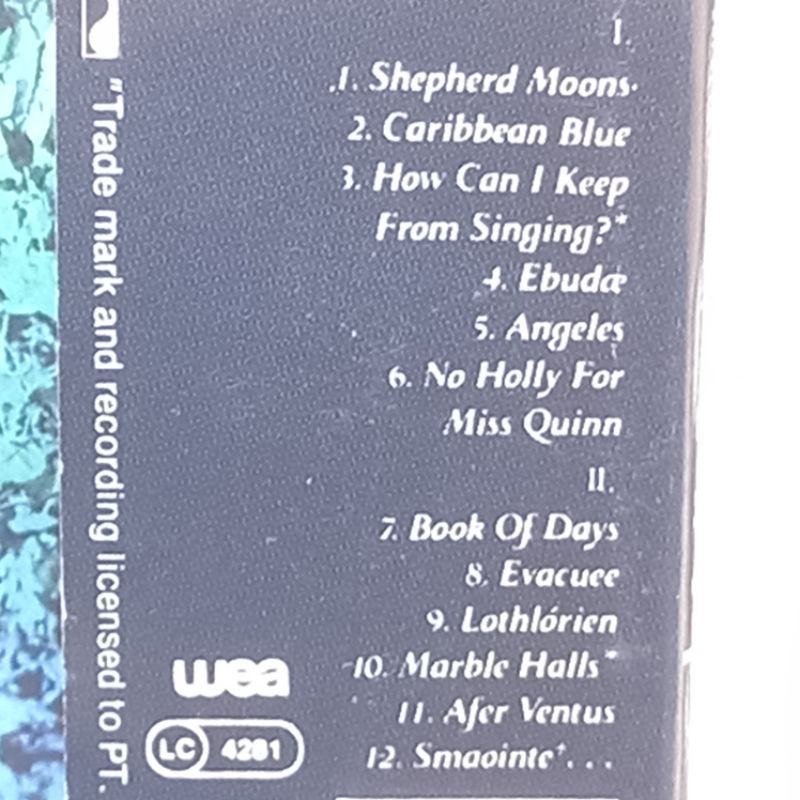 I.
1. Shepherd Moons
2. Caribbean Blue
3. How Can I Keep
From Singing?*
4. Ebudæ
5. Angeles
6. No Holly For
Miss Quinn
II.
7. Book Of Days
8. Evacuee
9. Lothlórien
10. Marble Halls*
11. Afer Ventus
12. Smaointe†...
wea
LC 4281
"Trade mark and recording licensed to PT.